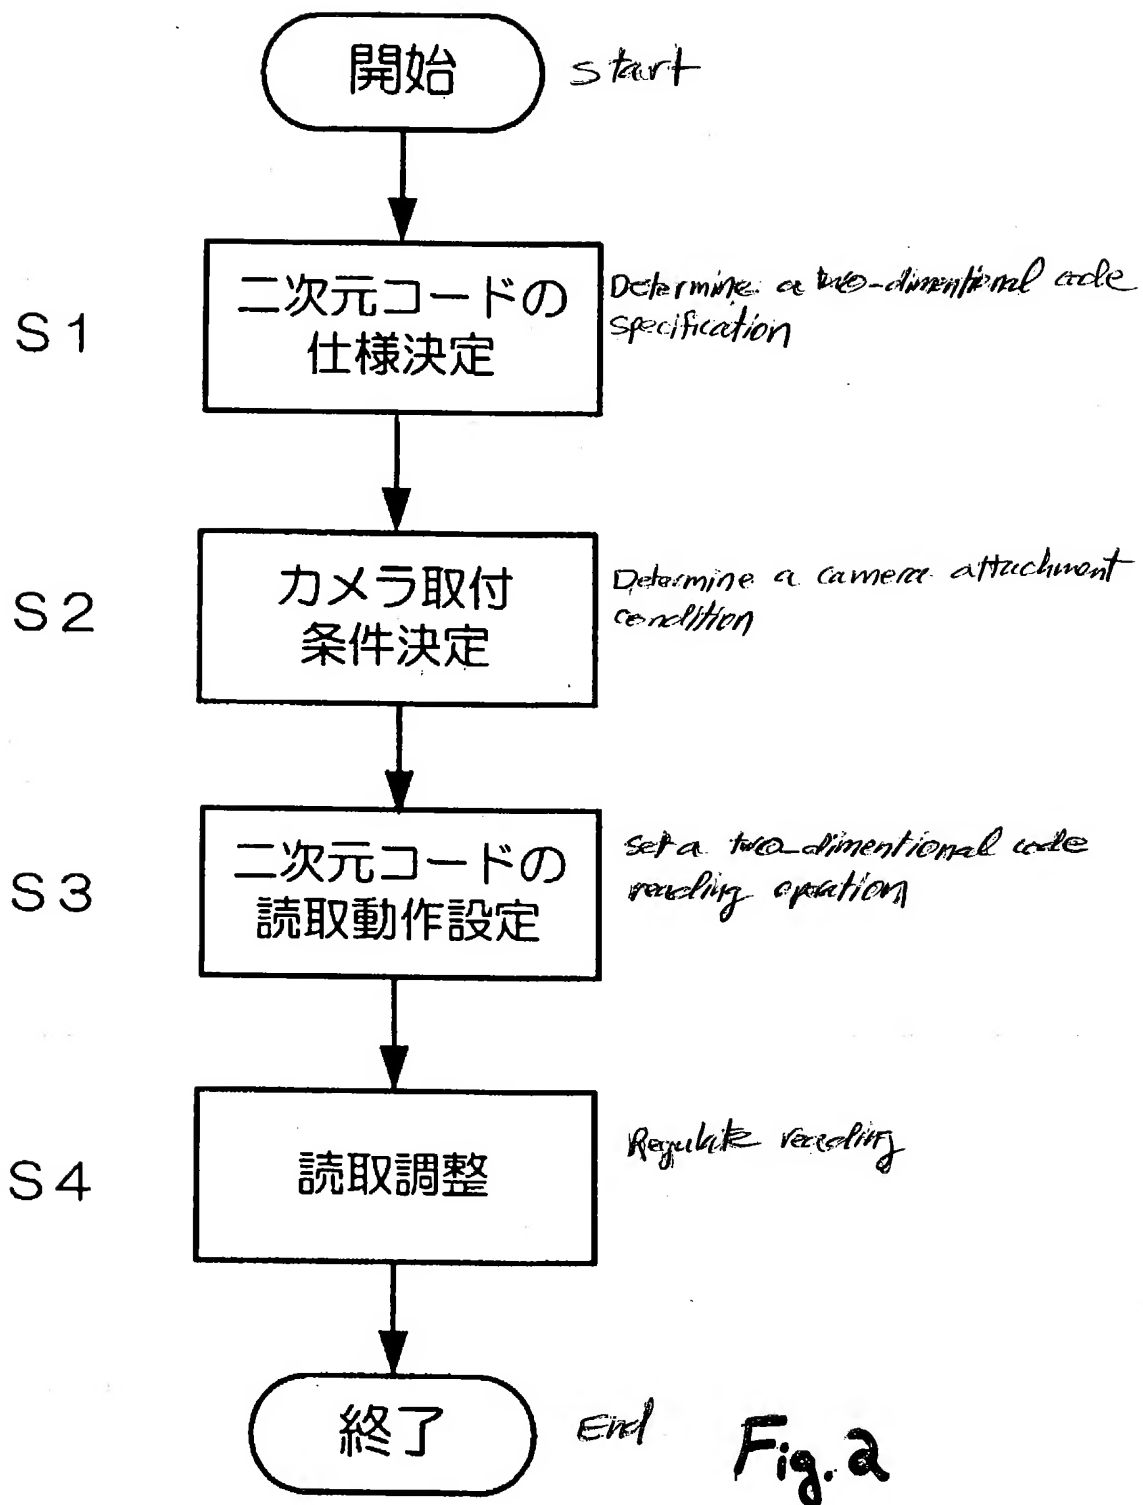 開始
start
S1
二次元コードの
仕様決定
Determine a two-dimentional code
specification
S2
カメラ取付
条件決定
Determine a camera attachment
condition
S3
二次元コードの
読取動作設定
set a two-dimentional code
reading operation
S4
読取調整
Regulate reading
終了
End
Fig. 2